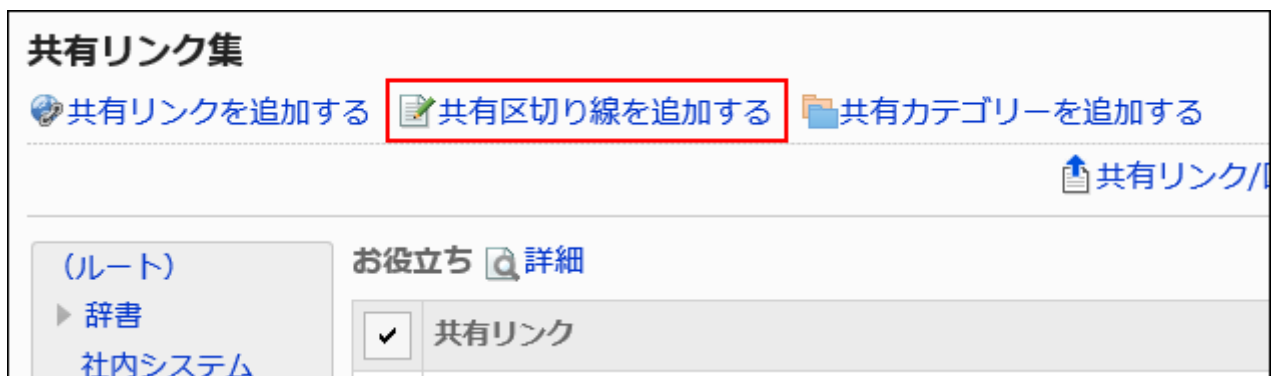 共有リンク集
共有リンクを追加する 共有区切り線を追加する 共有カテゴリーを追加する
共有リンク/
(ルート)
辞書
社内システム
お役立ち 詳細
共有リンク